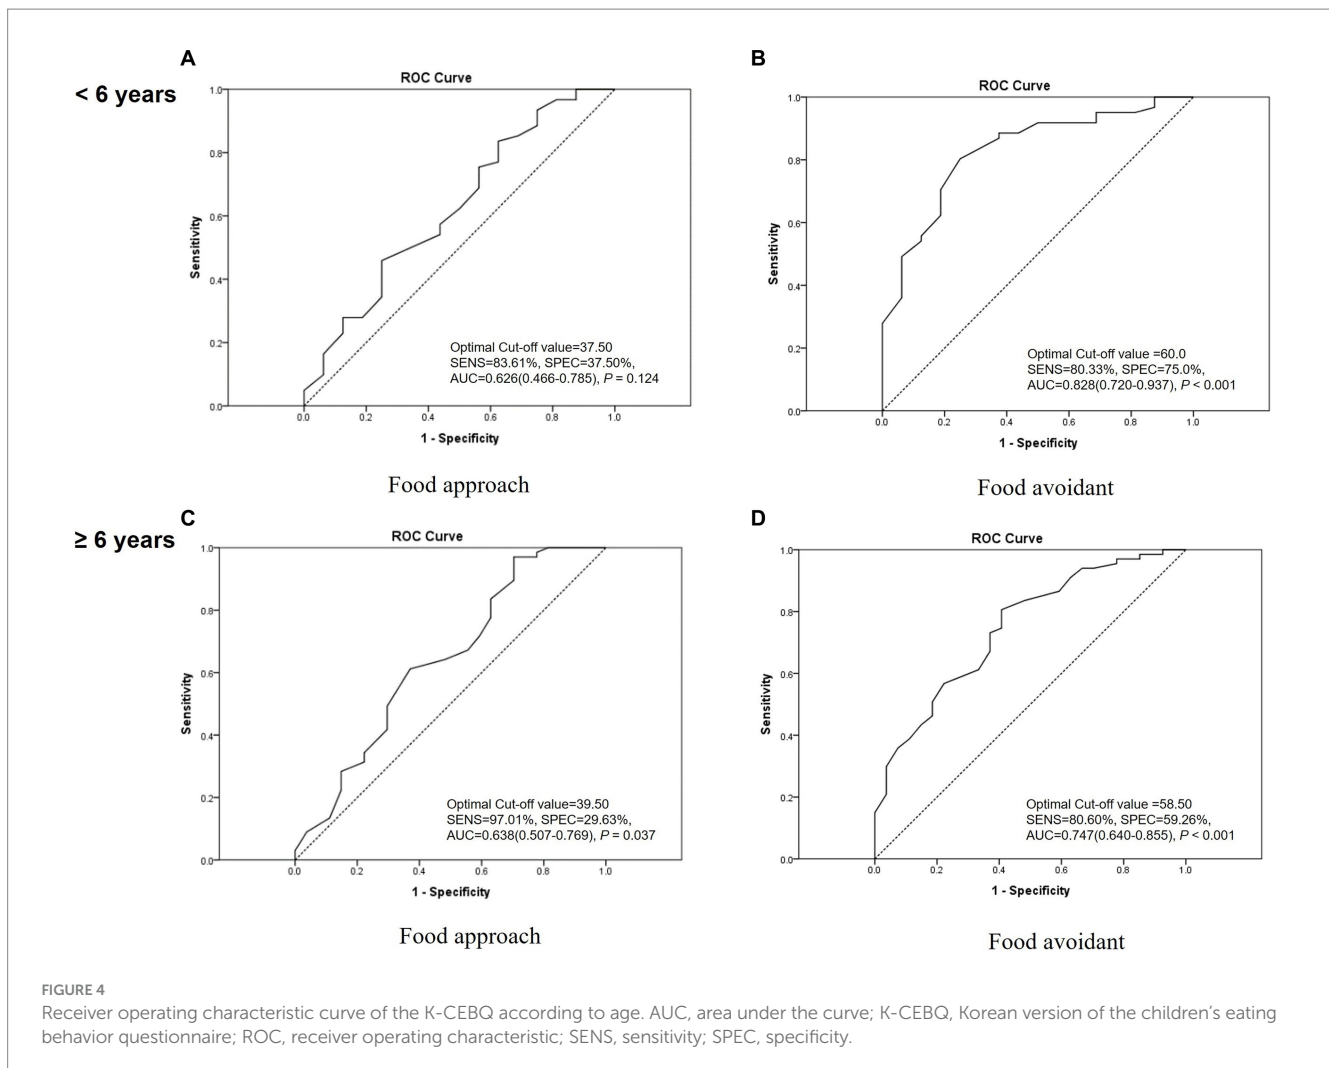 A
< 6 years
ROC Curve
1.0
0.8
0.6
0.4
0.2
0.0
Sensitivity
Optimal Cut-off value=37.50
SENS=83.61%, SPEC=37.50%,
AUC=0.626(0.466-0.785), P = 0.124
0.0 0.2 0.4 0.6 0.8 1.0
1 - Specificity
Food approach
B
ROC Curve
1.0
0.8
0.6
0.4
0.2
0.0
Sensitivity
Optimal Cut-off value =60.0
SENS=80.33%, SPEC=75.0%,
AUC=0.828(0.720-0.937), P < 0.001
0.0 0.2 0.4 0.6 0.8 1.0
1 - Specificity
Food avoidant
C
≥ 6 years
ROC Curve
1.0
0.8
0.6
0.4
0.2
0.0
Sensitivity
Optimal Cut-off value=39.50
SENS=97.01%, SPEC=29.63%,
AUC=0.638(0.507-0.769), P = 0.037
0.0 0.2 0.4 0.6 0.8 1.0
1 - Specificity
Food approach
D
ROC Curve
1.0
0.8
0.6
0.4
0.2
0.0
Sensitivity
Optimal Cut-off value =58.50
SENS=80.60%, SPEC=59.26%,
AUC=0.747(0.640-0.855), P < 0.001
0.0 0.2 0.4 0.6 0.8 1.0
1 - Specificity
Food avoidant
FIGURE 4
Receiver operating characteristic curve of the K-CEBQ according to age. AUC, area under the curve; K-CEBQ, Korean version of the children's eating
behavior questionnaire; ROC, receiver operating characteristic; SENS, sensitivity; SPEC, specificity.